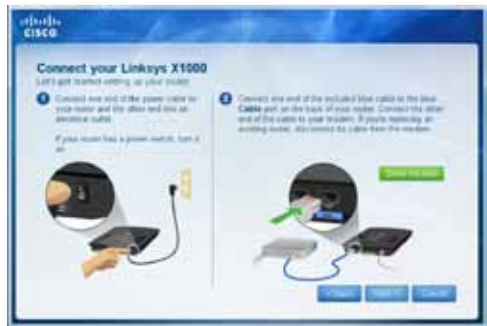 CISCO
Connect your Linksys X1000
Let's get started setting up your router.
1 Connect one end of the power cable to
your router and the other end into an
electrical outlet.
If your router has a power switch, turn it
on.
2 Connect one end of the included blue cable to the blue
Cable port on the back of your router. Connect the other
end of the cable to your modem. If you're replacing an
existing router, disconnect its cable from the modem.
< Back
Next >
Cancel